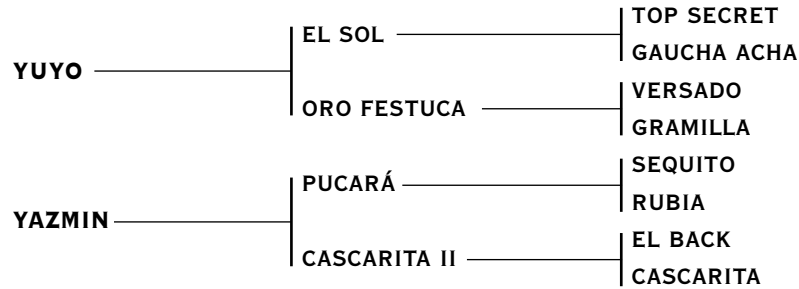 TOP SECRET
EL SOL
GAUCHA ACHA
YUYO
VERSADO
ORO FESTUCA
GRAMILLA
SEQUITO
PUCARÁ
RUBIA
YAZMIN
EL BACK
CASCARITA II
CASCARITA